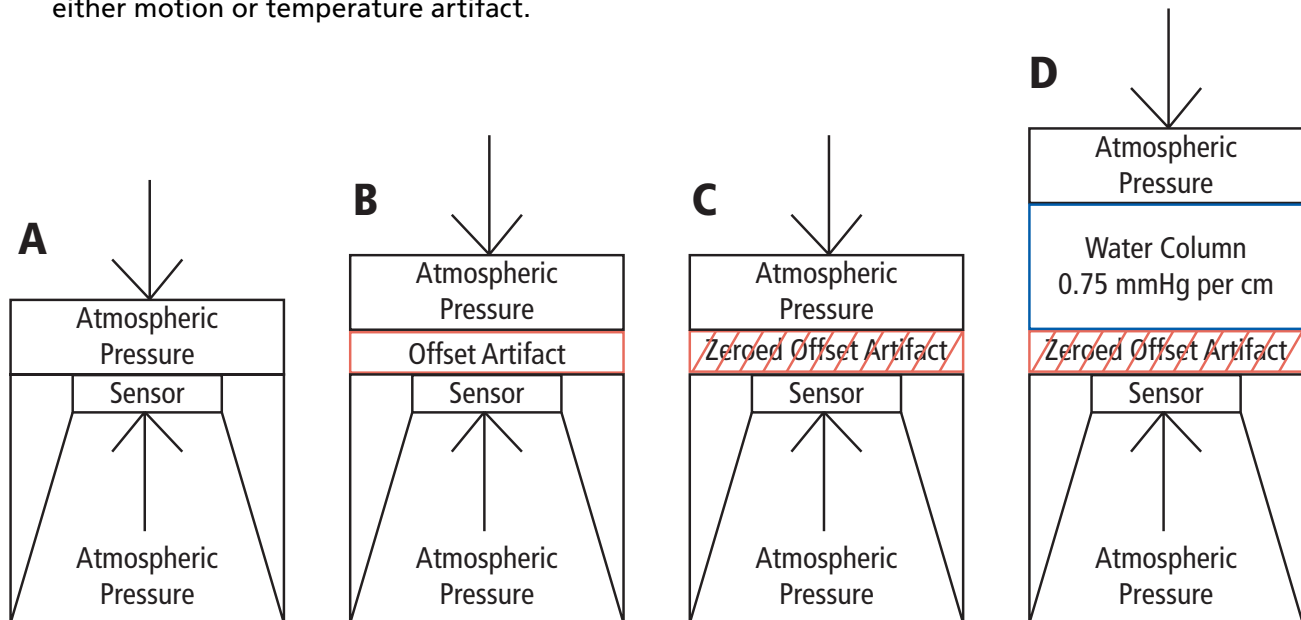 either motion or temperature artifact.
A
Atmospheric
Pressure
Sensor
Atmospheric
Pressure
B
Atmospheric
Pressure
Offset Artifact
Sensor
Atmospheric
Pressure
C
Atmospheric
Pressure
Zeroed Offset Artifact
Sensor
Atmospheric
Pressure
D
Atmospheric
Pressure
Water Column
0.75 mmHg per cm
Zeroed Offset Artifact
Sensor
Atmospheric
Pressure